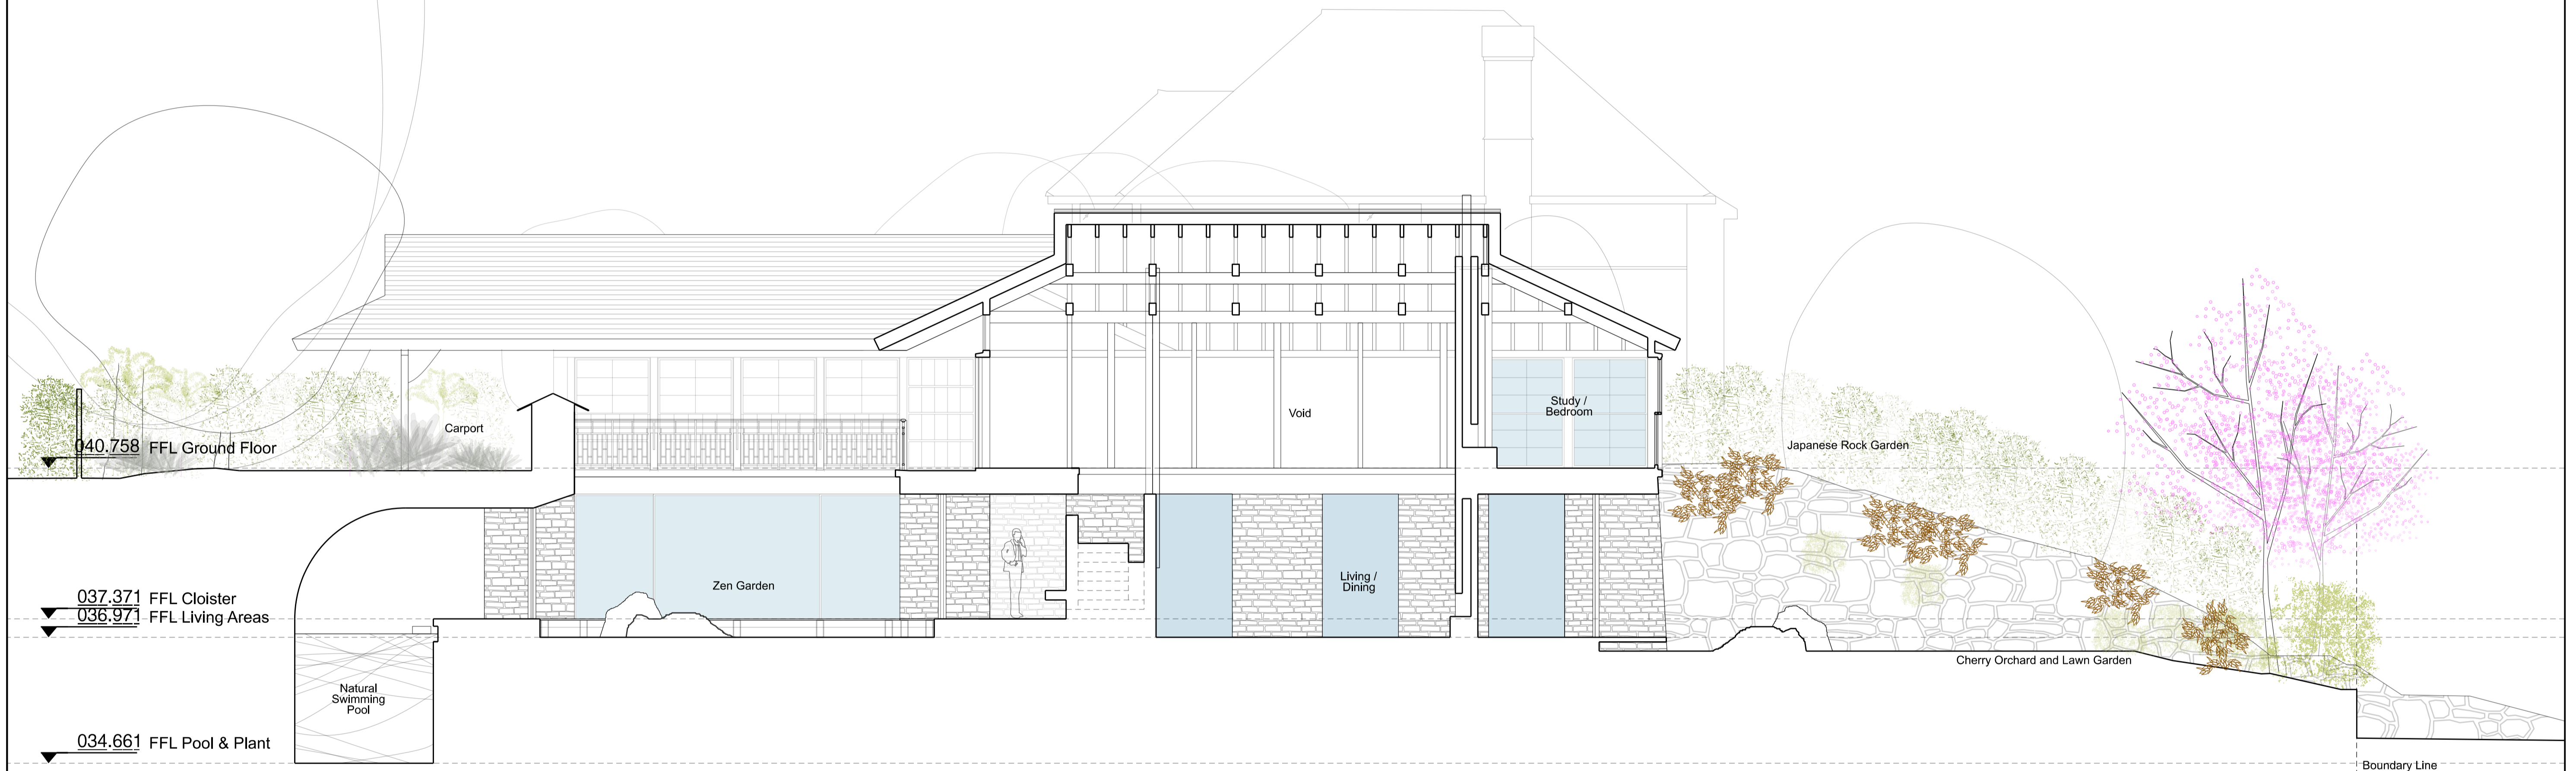 Void
Study /
Bedroom
Carport
040.758 FFL Ground Floor
Japanese Rock Garden
Zen Garden
Living /
Dining
037.371 FFL Cloister
036.971 FFL Living Areas
Cherry Orchard and Lawn Garden
Natural
Swimming
Pool
034.661 FFL Pool & Plant
Boundary Line